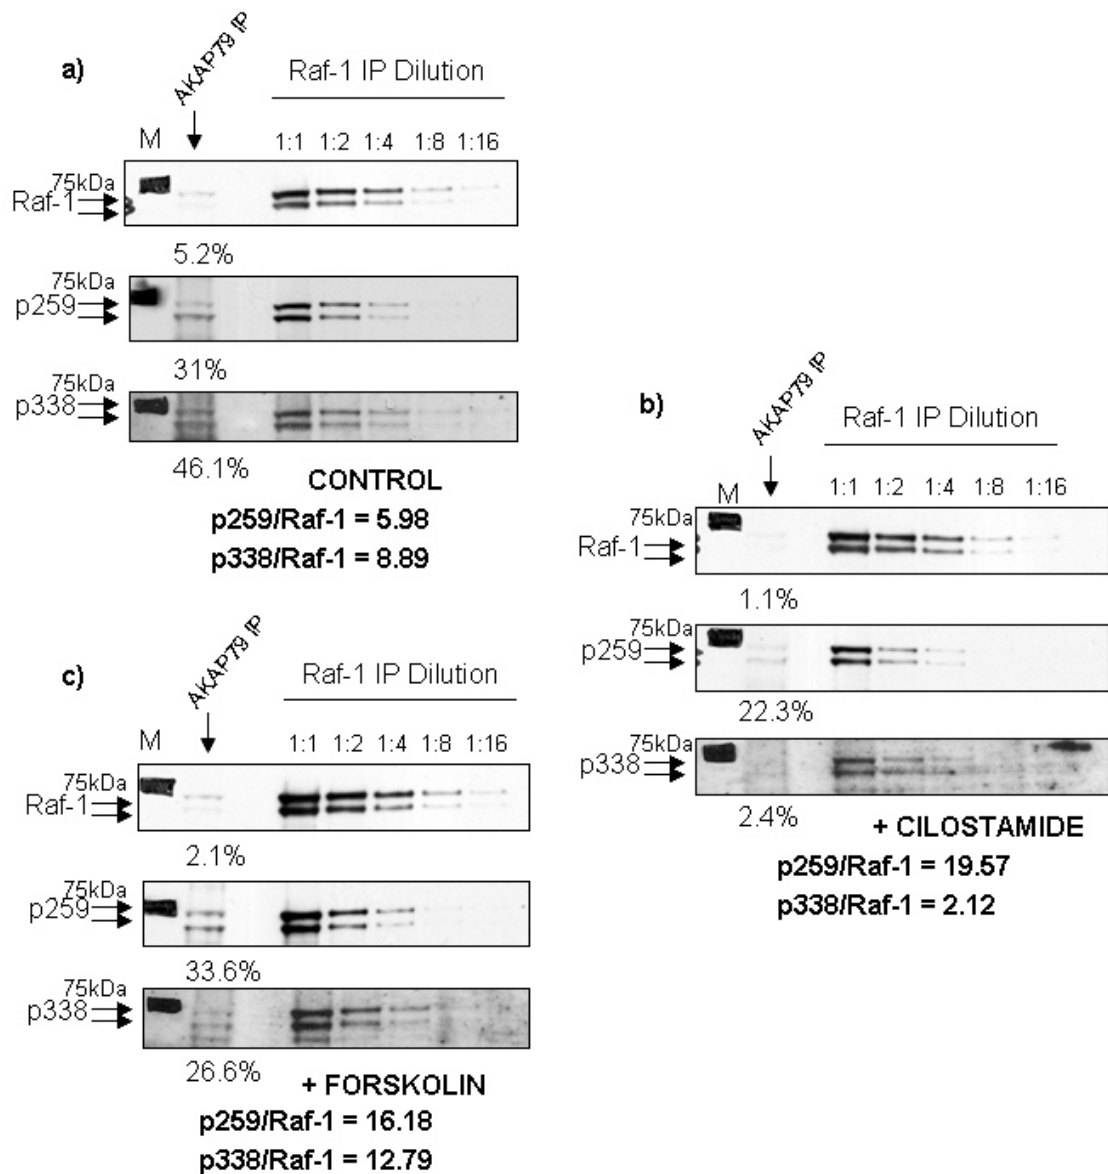 a)
AKAP79 IP
Raf-1 IP Dilution
M
1:1 1:2 1:4 1:8 1:16
75kDa
Raf-1
5.2%
75kDa
p259
31%
75kDa
p338
46.1%
CONTROL
p259/Raf-1 = 5.98
p338/Raf-1 = 8.89
b)
AKAP79 IP
Raf-1 IP Dilution
M
1:1 1:2 1:4 1:8 1:16
75kDa
Raf-1
1.1%
75kDa
p259
22.3%
75kDa
p338
2.4%
+ CILOSTAMIDE
p259/Raf-1 = 19.57
p338/Raf-1 = 2.12
c)
AKAP79 IP
Raf-1 IP Dilution
M
1:1 1:2 1:4 1:8 1:16
75kDa
Raf-1
2.1%
75kDa
p259
33.6%
75kDa
p338
26.6%
+ FORSKOLIN
p259/Raf-1 = 16.18
p338/Raf-1 = 12.79